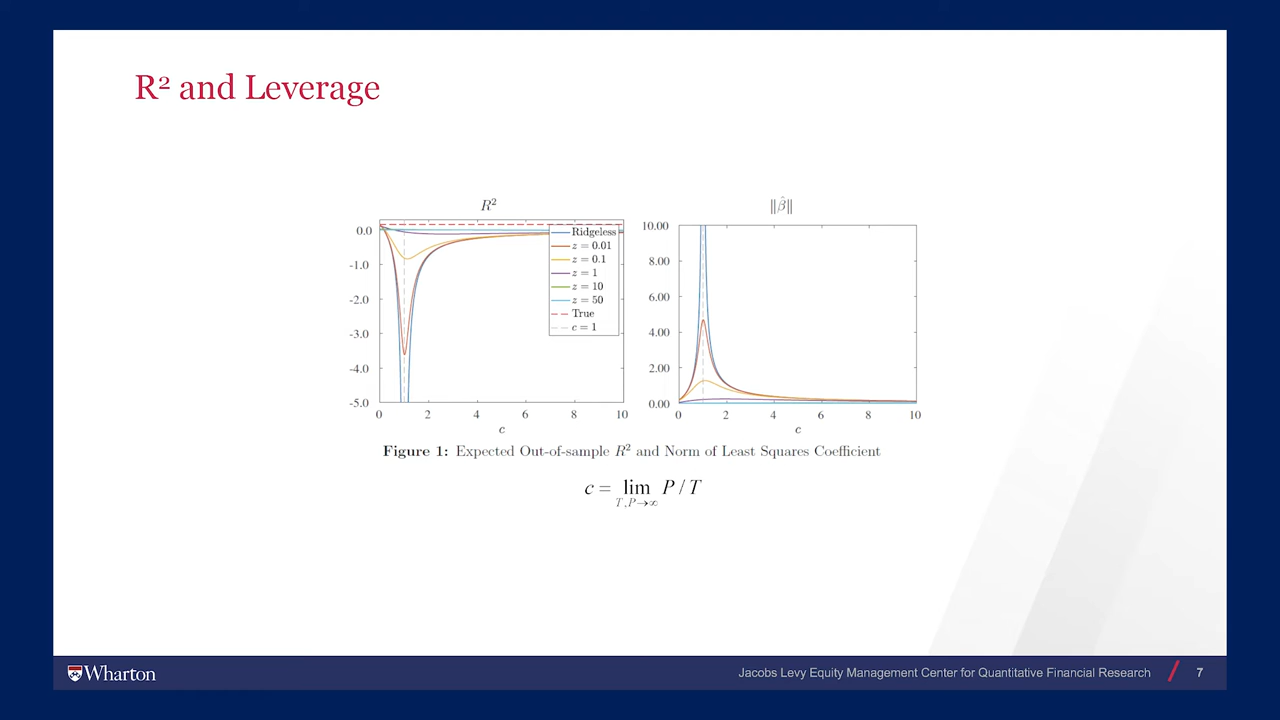 R² and Leverage
R²
0.0
-1.0
-2.0
-3.0
-4.0
-5.0
0 2 4 6 8 10
c
Ridgeless
z = 0.01
z = 0.1
z = 1
z = 10
z = 50
True
c = 1
‖β̂‖
10.00
8.00
6.00
4.00
2.00
0.00
0 2 4 6 8 10
c
Figure 1: Expected Out-of-sample R² and Norm of Least Squares Coefficient
c = lim P / T
T,P→∞
Wharton
Jacobs Levy Equity Management Center for Quantitative Financial Research
7